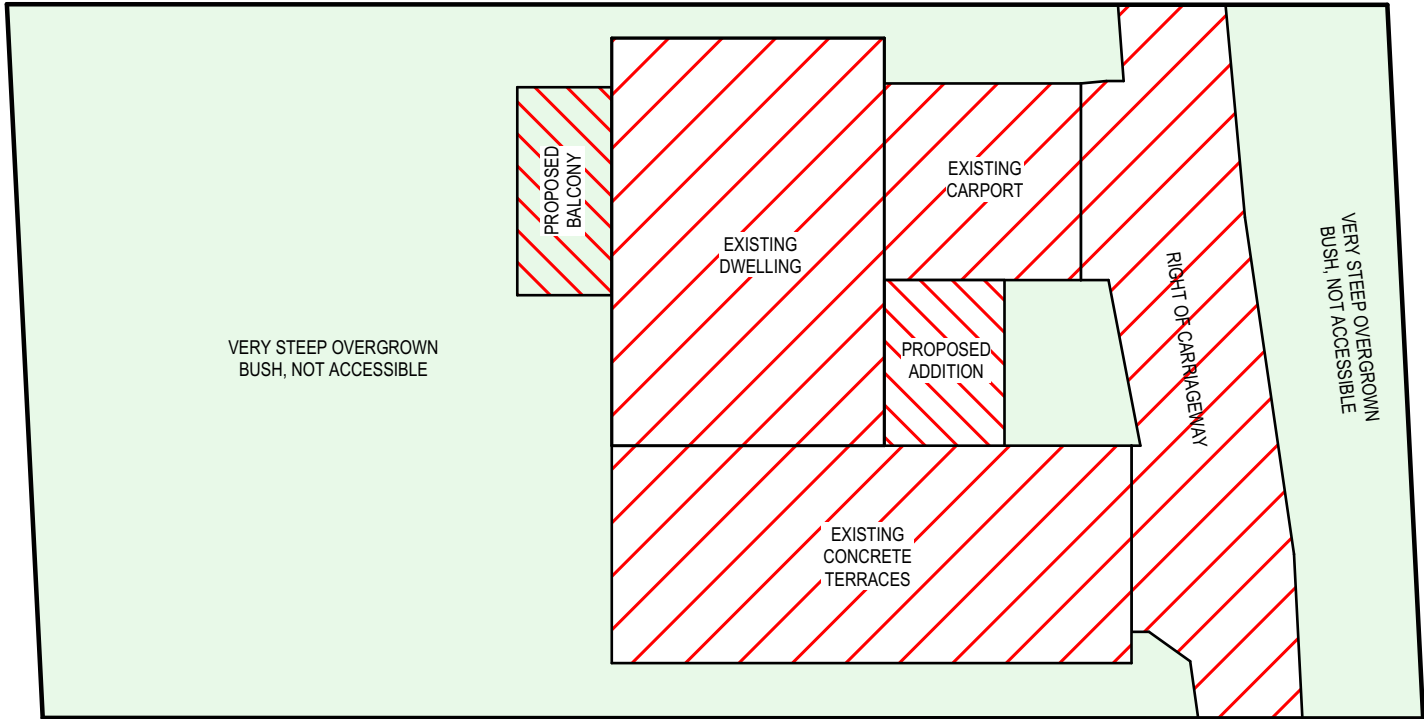 PROPOSED
BALCONY
EXISTING
CARPORT
EXISTING
DWELLING
VERY STEEP OVERGROWN
BUSH, NOT ACCESSIBLE
RIGHT OF CARRIAGEWAY
VERY STEEP OVERGROWN
BUSH, NOT ACCESSIBLE
PROPOSED
ADDITION
EXISTING
CONCRETE
TERRACES